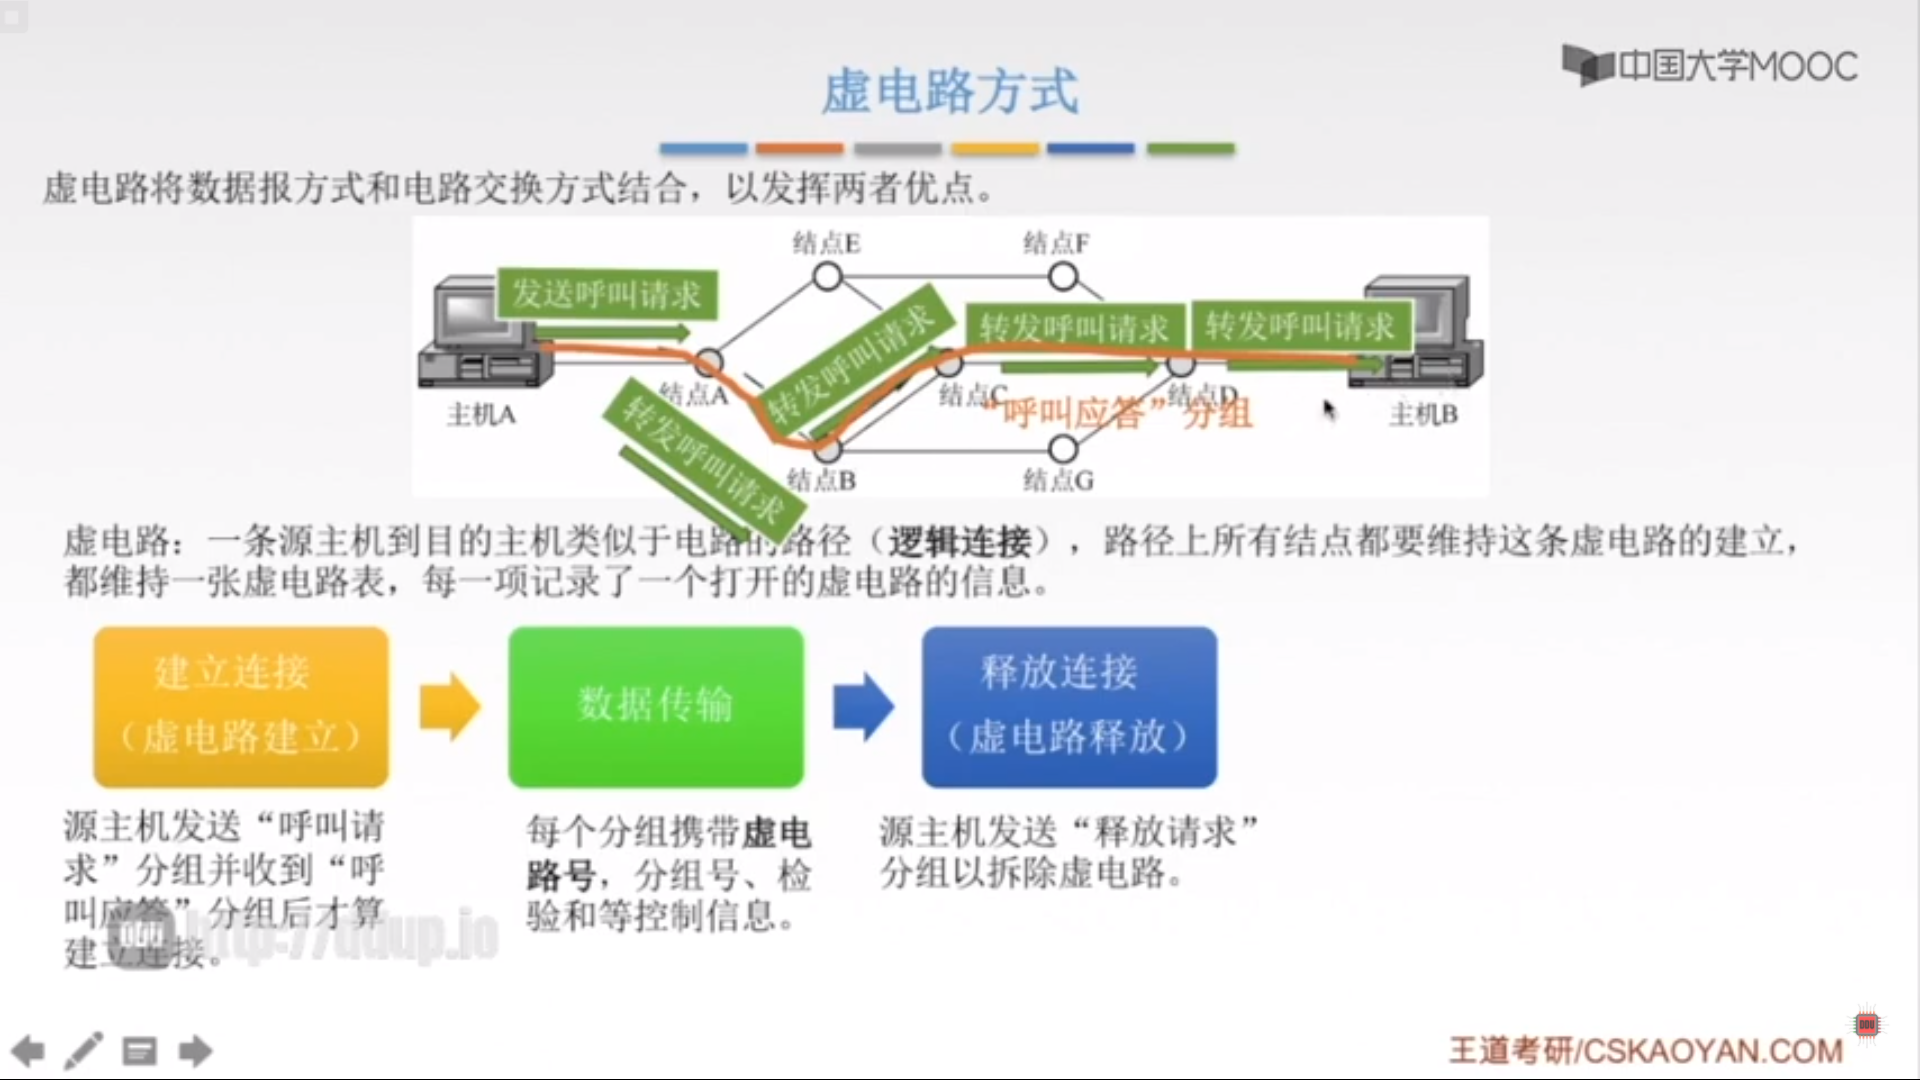 中国大学MOOC
虚电路方式
虚电路将数据报方式和电路交换方式结合，以发挥两者优点。
结点E
结点F
发送呼叫请求
转发呼叫请求
转发呼叫请求
转发呼叫请求
结点A
结点C
结点D
主机A
“呼叫应答”分组
主机B
转发呼叫请求
结点B
结点G
虚电路：一条源主机到目的主机类似于电路的路径（逻辑连接），路径上所有结点都要维持这条虚电路的建立，
都维持一张虚电路表，每一项记录了一个打开的虚电路的信息。
建立连接
（虚电路建立）
数据传输
释放连接
（虚电路释放）
源主机发送“呼叫请
求”分组并收到“呼
叫应答”分组后才算
建立连接。
每个分组携带虚电
路号，分组号、检
验和等控制信息。
源主机发送“释放请求”
分组以拆除虚电路。
http://ddup.io
王道考研/CSKAOYAN.COM